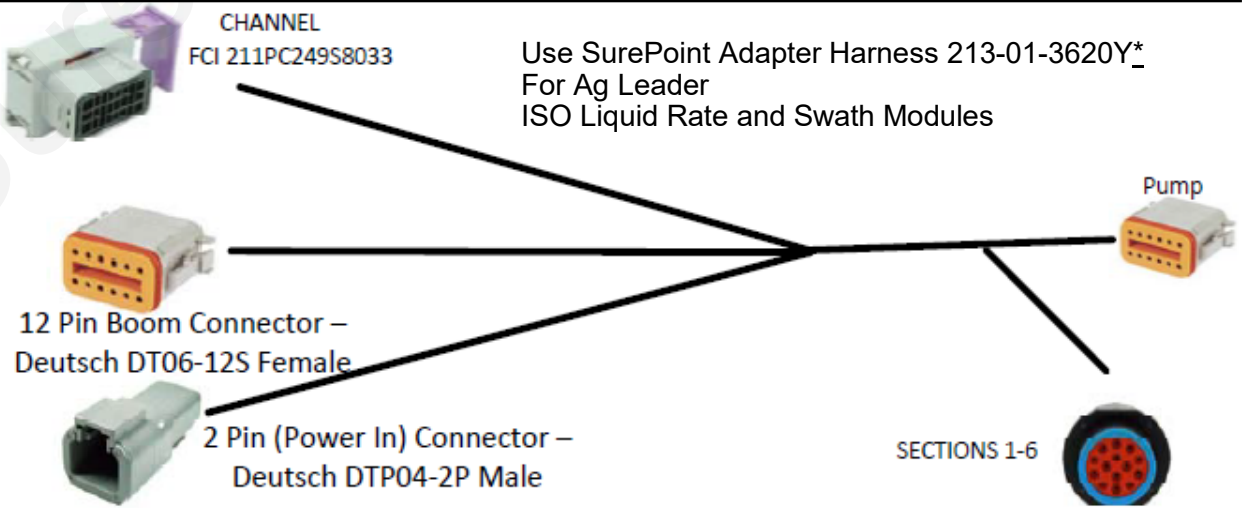 CHANNEL
FCI 211PC249S8033
Use SurePoint Adapter Harness 213-01-3620Y*
For Ag Leader
ISO Liquid Rate and Swath Modules
Pump
12 Pin Boom Connector –
Deutsch DT06-12S Female
2 Pin (Power In) Connector –
Deutsch DTP04-2P Male
SECTIONS 1-6